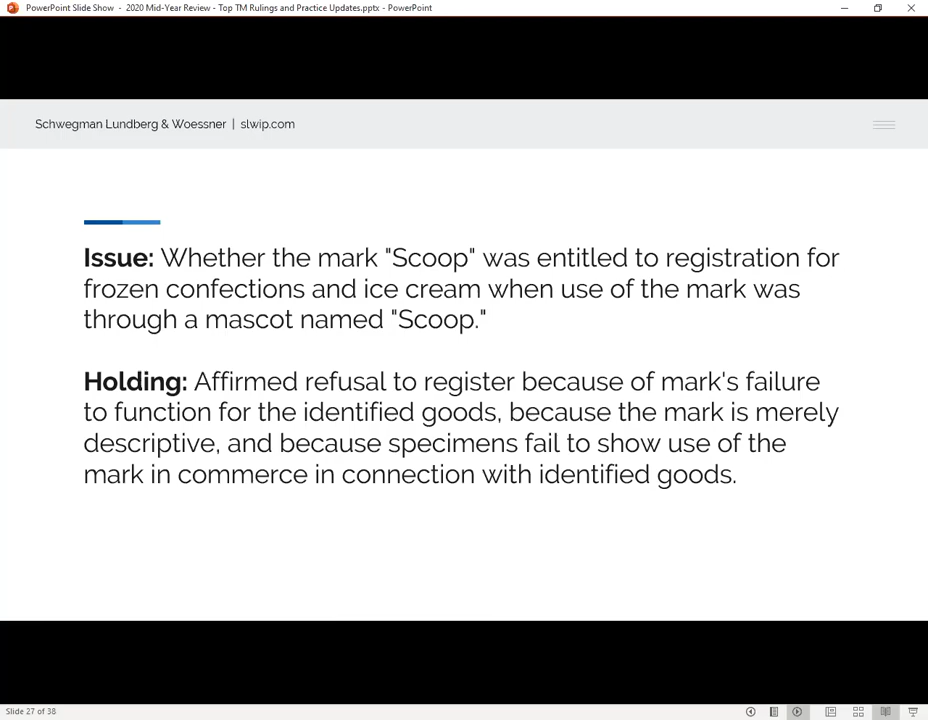 PowerPoint Slide Show - 2020 Mid-Year Review - Top TM Rulings and Practice Updates.pptx - PowerPoint
Schwegman Lundberg & Woessner | slwip.com
Issue: Whether the mark "Scoop" was entitled to registration for
frozen confections and ice cream when use of the mark was
through a mascot named "Scoop."
Holding: Affirmed refusal to register because of mark's failure
to function for the identified goods, because the mark is merely
descriptive, and because specimens fail to show use of the
mark in commerce in connection with identified goods.
Slide 27 of 38